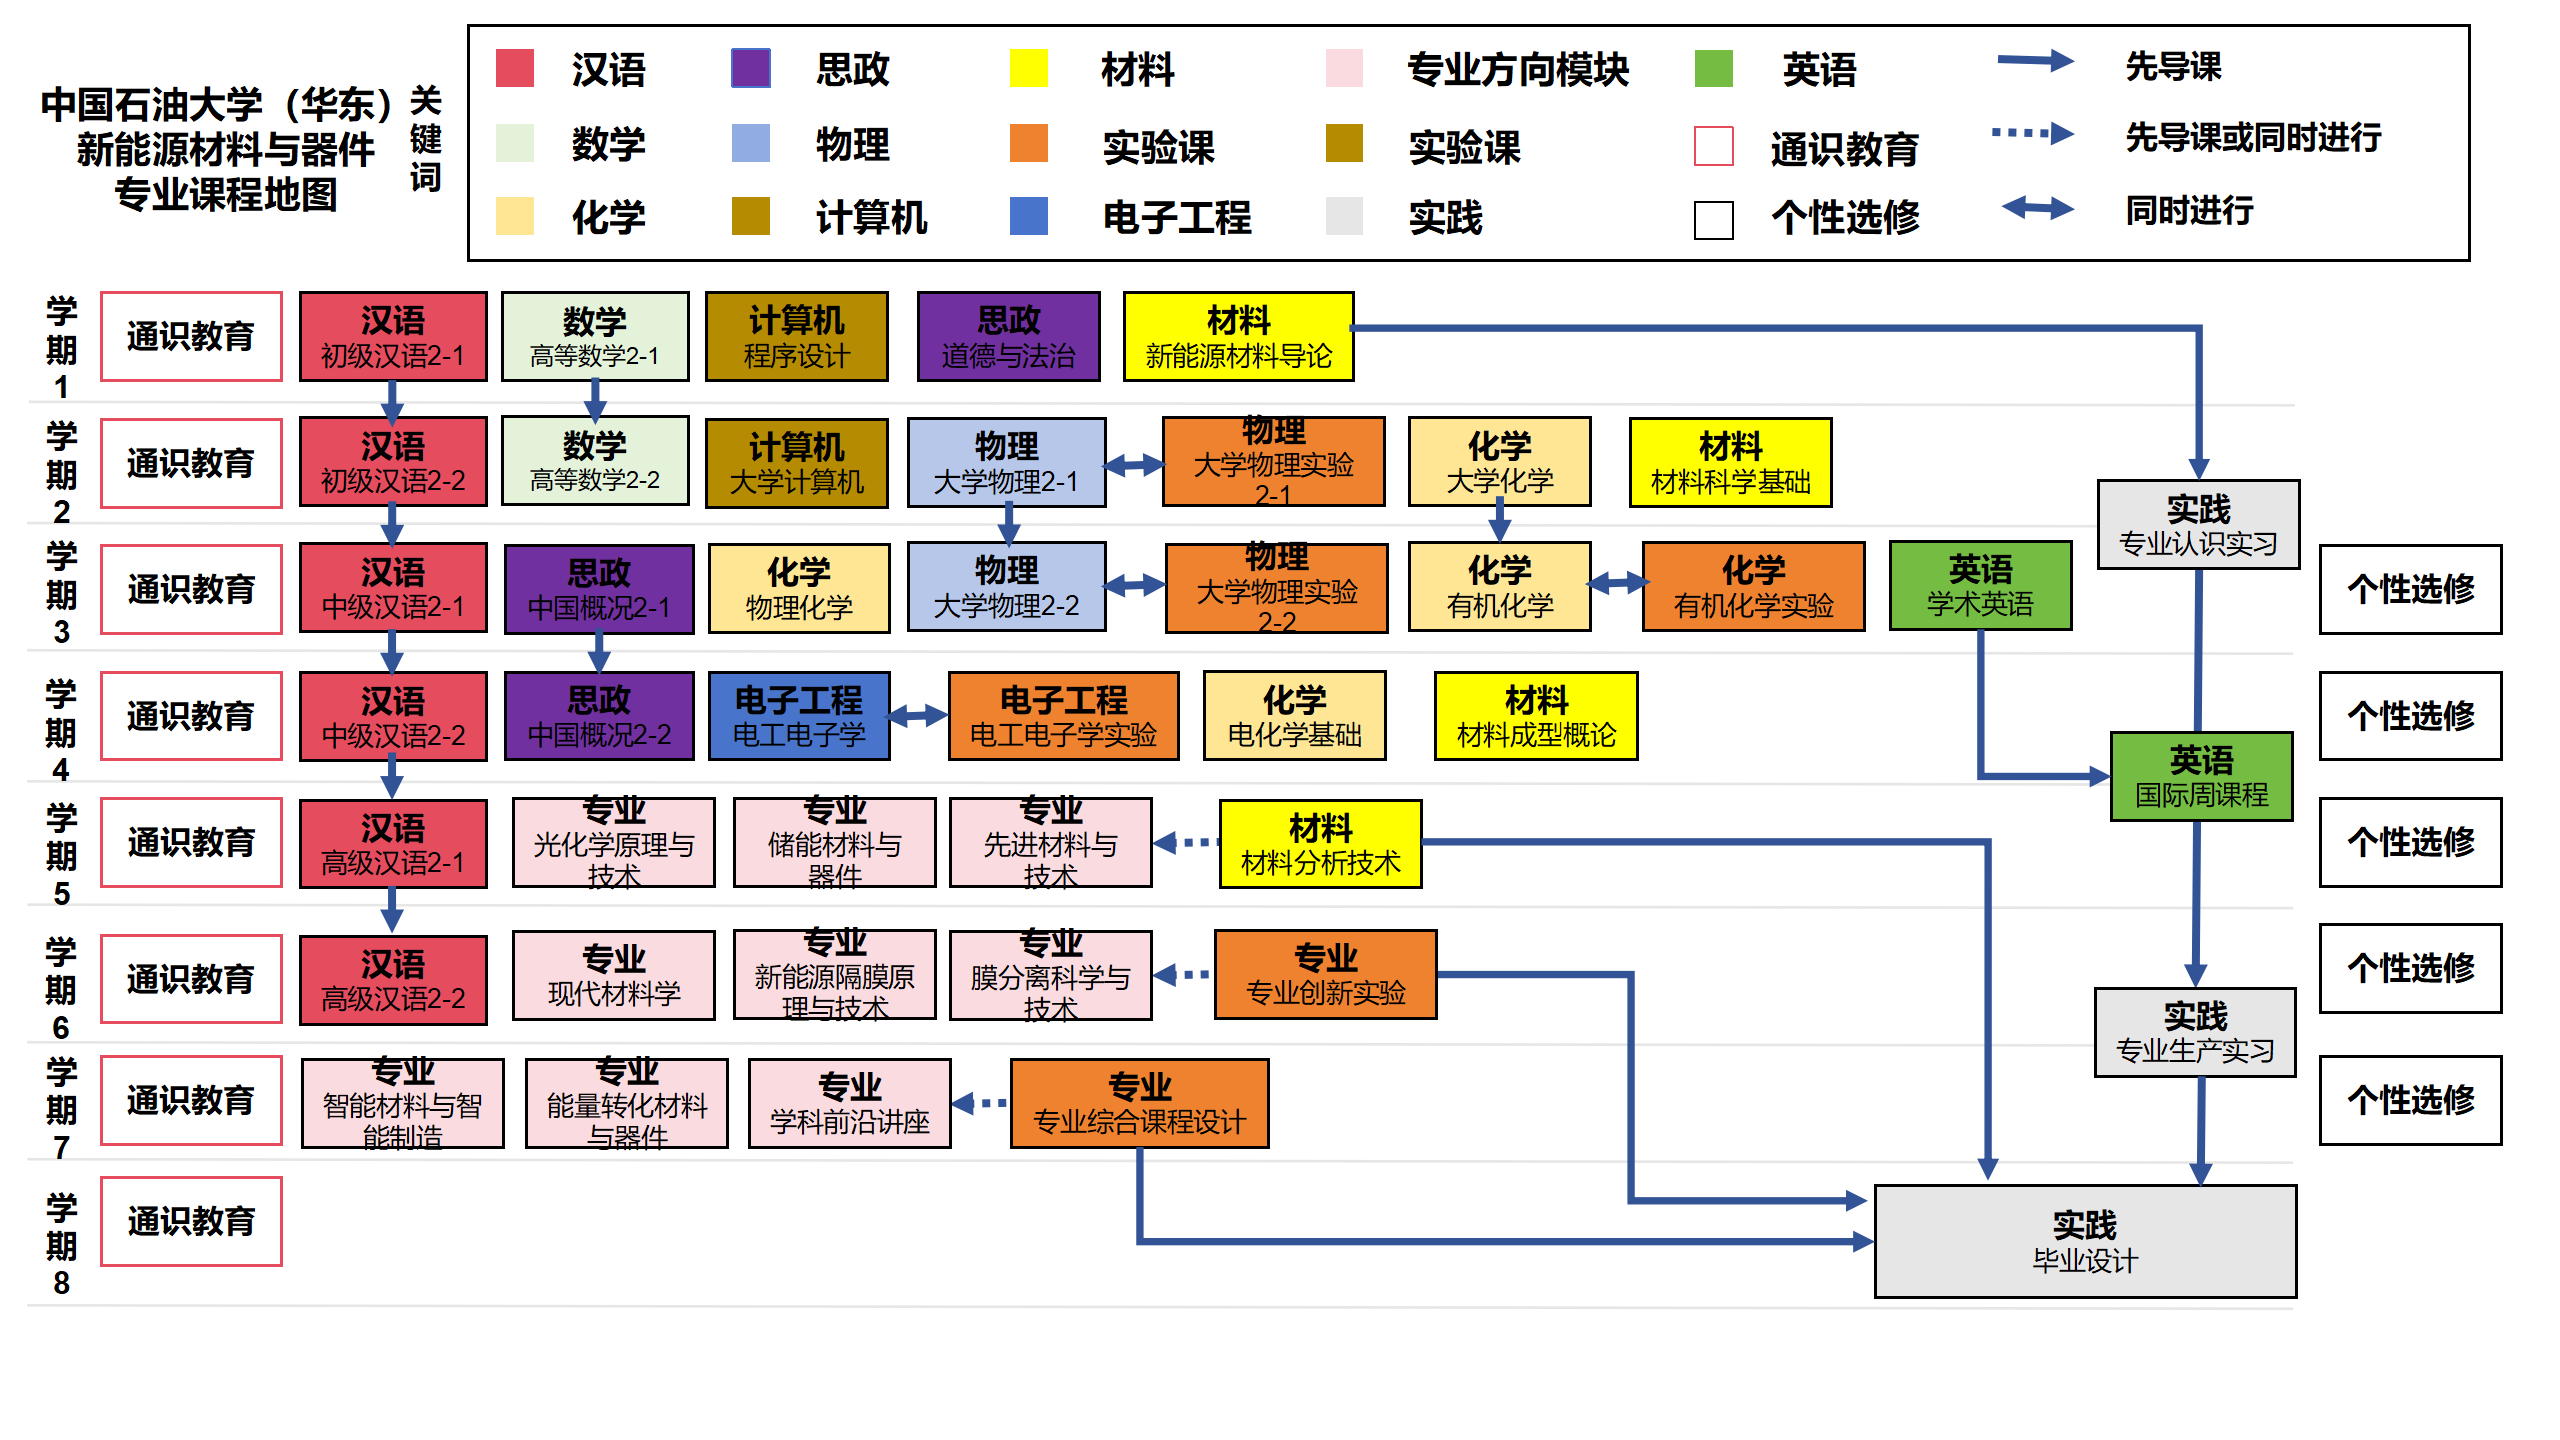 中国石油大学（华东）
新能源材料与器件
专业课程地图
关
键
词
汉语
思政
材料
专业方向模块
英语
先导课
数学
物理
实验课
实验课
通识教育
先导课或同时进行
化学
计算机
电子工程
实践
个性选修
同时进行
学
期
1
通识教育
汉语
初级汉语2-1
数学
高等数学2-1
计算机
程序设计
思政
道德与法治
材料
新能源材料导论
学
期
2
通识教育
汉语
初级汉语2-2
数学
高等数学2-2
计算机
大学计算机
物理
大学物理2-1
物理
大学物理实验
2-1
化学
大学化学
材料
材料科学基础
实践
专业认识实习
学
期
3
通识教育
汉语
中级汉语2-1
思政
中国概况2-1
化学
物理化学
物理
大学物理2-2
物理
大学物理实验
2-2
化学
有机化学
化学
有机化学实验
英语
学术英语
个性选修
学
期
4
通识教育
汉语
中级汉语2-2
思政
中国概况2-2
电子工程
电工电子学
电子工程
电工电子学实验
化学
电化学基础
材料
材料成型概论
英语
国际周课程
个性选修
学
期
5
通识教育
汉语
高级汉语2-1
专业
光化学原理与
技术
专业
储能材料与
器件
专业
先进材料与
技术
材料
材料分析技术
个性选修
学
期
6
通识教育
汉语
高级汉语2-2
专业
现代材料学
专业
新能源隔膜原
理与技术
专业
膜分离科学与
技术
专业
专业创新实验
实践
专业生产实习
个性选修
学
期
7
通识教育
专业
智能材料与智
能制造
专业
能量转化材料
与器件
专业
学科前沿讲座
专业
专业综合课程设计
个性选修
学
期
8
通识教育
实践
毕业设计